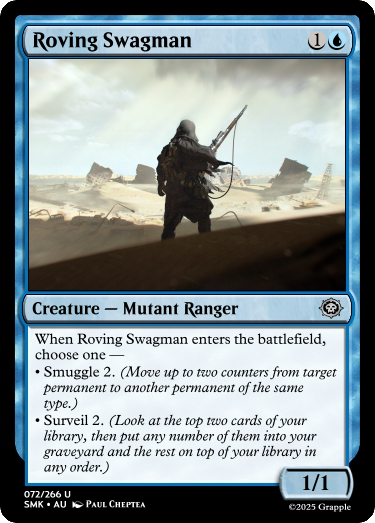 Roving Swagman 1
Creature — Mutant Ranger
When Roving Swagman enters the battlefield,
choose one —
• Smuggle 2. (Move up to two counters from target
permanent to another permanent of the same
type.)
• Surveil 2. (Look at the top two cards of your
library, then put any number of them into your
graveyard and the rest on top of your library in
any order.)
1/1
072/266 U
SMK • AU Paul Cheptea
©2025 Grapple